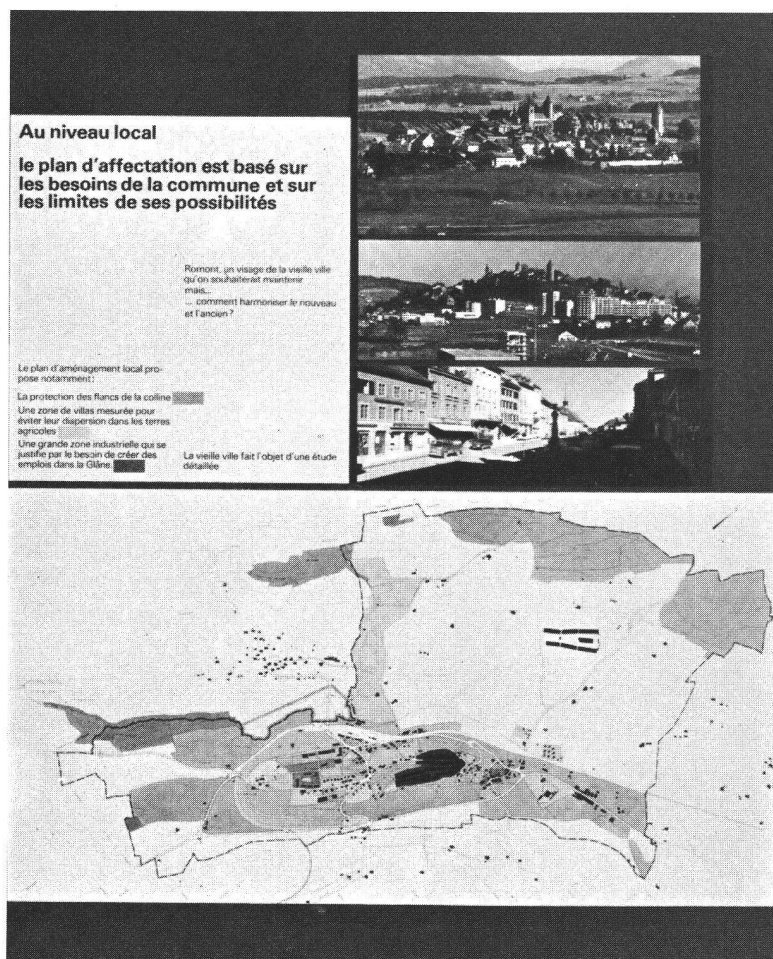 Au niveau local
le plan d'affectation est basé sur
les besoins de la commune et sur
les limites de ses possibilités
Romont, un visage de la vieille ville
qu'on souhaiterait maintenir
mais...
... comment harmoniser le nouveau
et l'ancien?
Le plan d'aménagement local pro-
pose notamment:
La protection des flancs de la colline
Une zone de villas mesurée pour
éviter leur dispersion dans les terres
agricoles
Une grande zone industrielle qui se
justifie par le besoin de créer des
emplois dans la Glâne.
La vieille ville fait l'objet d'une étude
détaillée